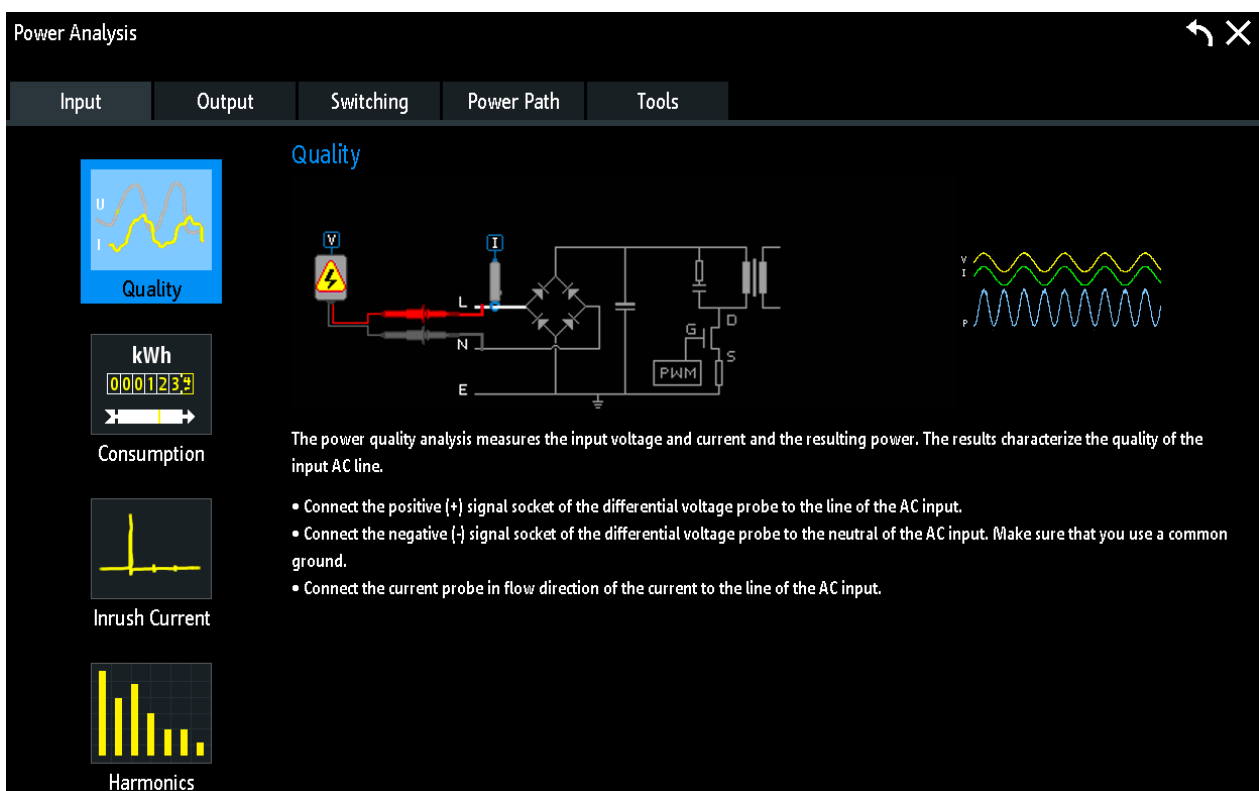 Power Analysis
Input Output Switching Power Path Tools
Quality
U
I
Quality
V
I
L
N
E
G
D
S
PWM
V
I
P
kWh
0001234
Consumption
The power quality analysis measures the input voltage and current and the resulting power. The results characterize the quality of the
input AC line.
• Connect the positive (+) signal socket of the differential voltage probe to the line of the AC input.
• Connect the negative (-) signal socket of the differential voltage probe to the neutral of the AC input. Make sure that you use a common
ground.
• Connect the current probe in flow direction of the current to the line of the AC input.
Inrush Current
Harmonics